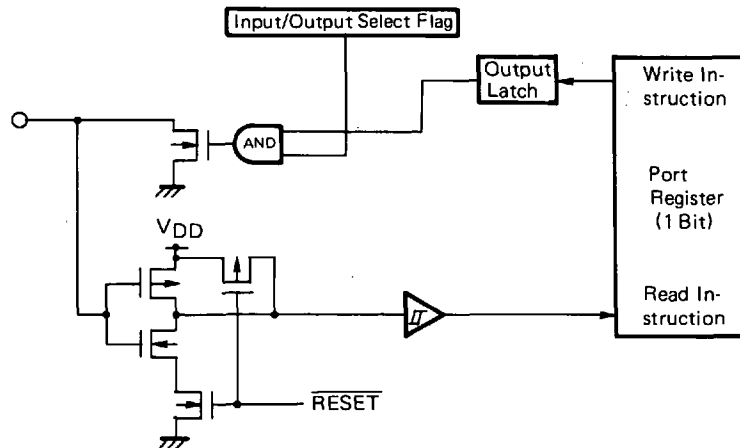 Input/Output Select Flag
Output
Latch
Write In-
struction
AND
Port
Register
(1 Bit)
VDD
Read In-
struction
RESET